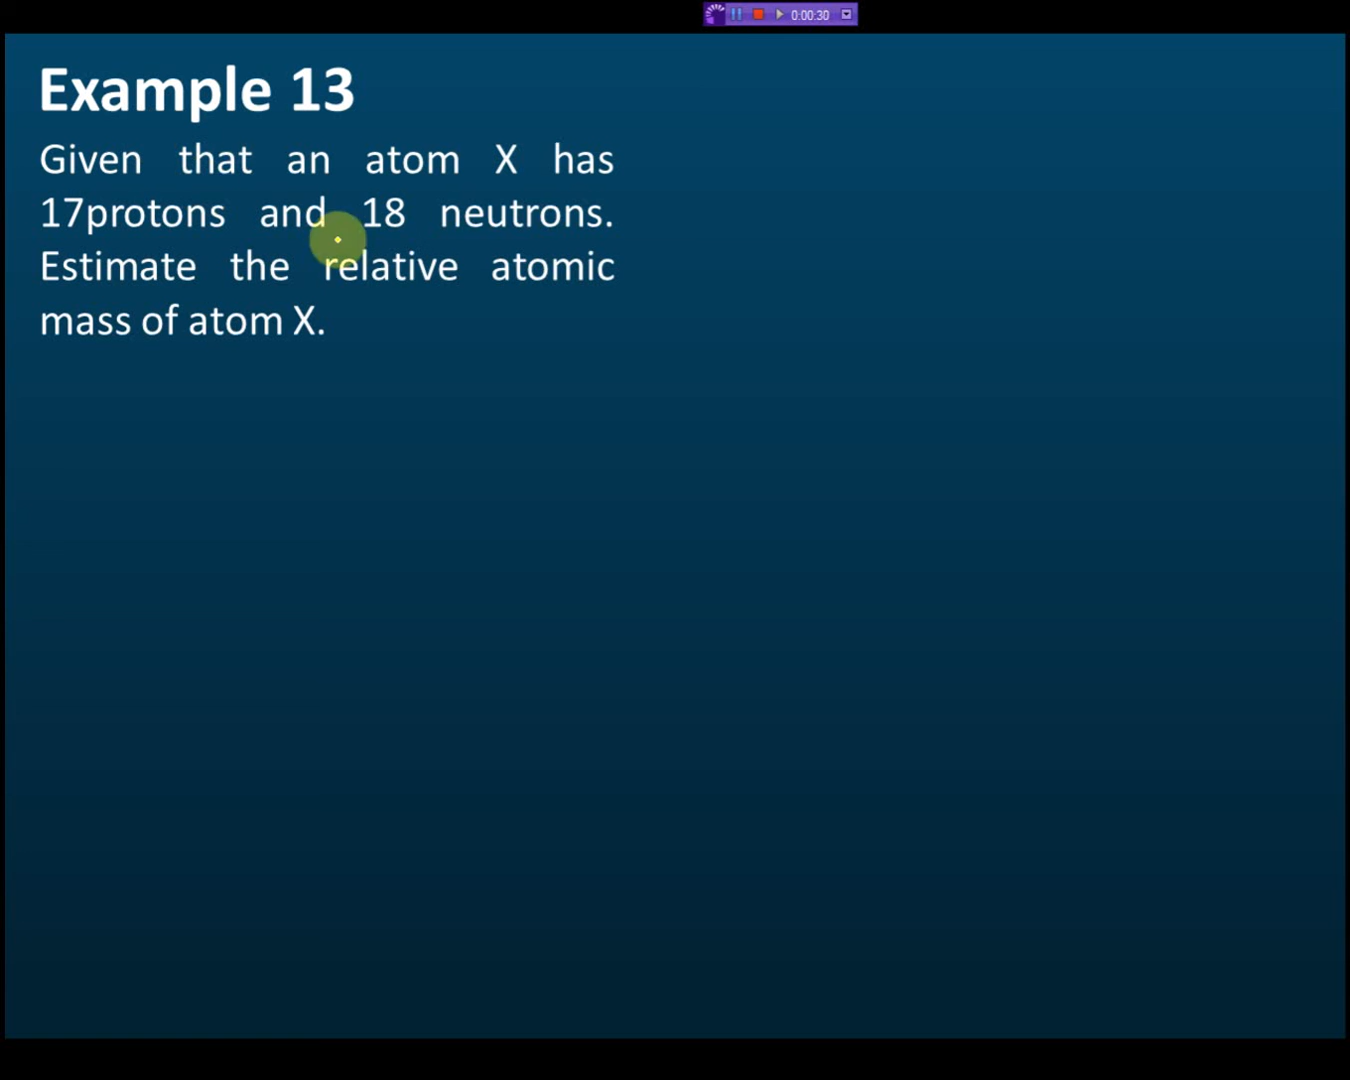 0:00:30
Example 13
Given that an atom X has
17protons and 18 neutrons.
Estimate the relative atomic
mass of atom X.